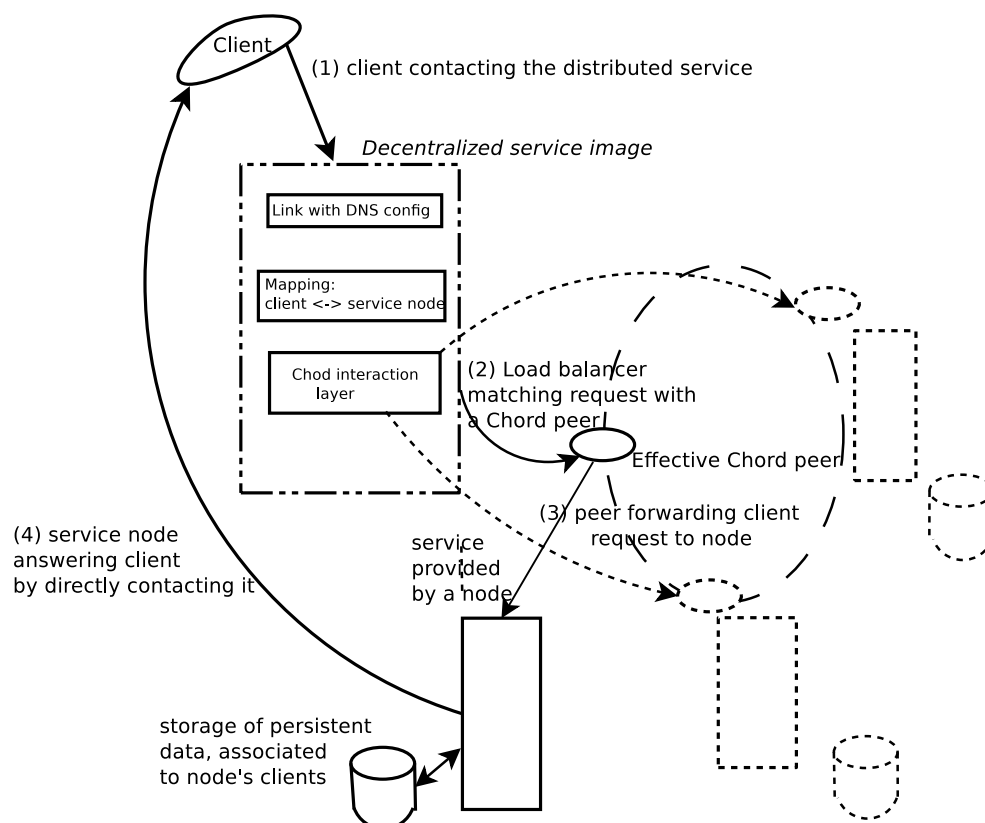 Client
(1) client contacting the distributed service
Decentralized service image
Link with DNS config
Mapping:
client <-> service node
Chod interaction
layer
(2) Load balancer
matching request with
a Chord peer
Effective Chord peer
(3) peer forwarding client
request to node
service
provided
by a node
(4) service node
answering client
by directly contacting it
storage of persistent
data, associated
to node's clients